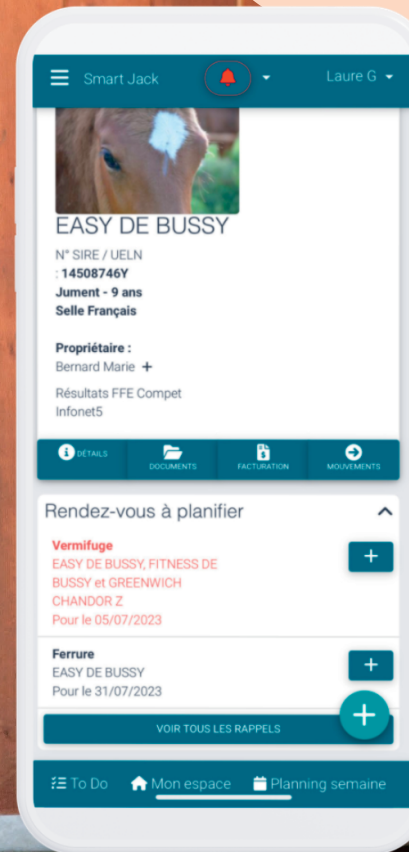 Smart Jack
Laure G
EASY DE BUSSY
N° SIRE / UELN
: 14508746Y
Jument - 9 ans
Selle Français
Propriétaire :
Bernard Marie +
Résultats FFE Compet
Infonet5
DÉTAILS
DOCUMENTS
FACTURATION
MOUVEMENTS
Rendez-vous à planifier
Vermifuge
EASY DE BUSSY, FITNESS DE
BUSSY et GREENWICH
CHANDOR Z
Pour le 05/07/2023
Ferrure
EASY DE BUSSY
Pour le 31/07/2023
VOIR TOUS LES RAPPELS
To Do
Mon espace
Planning semaine